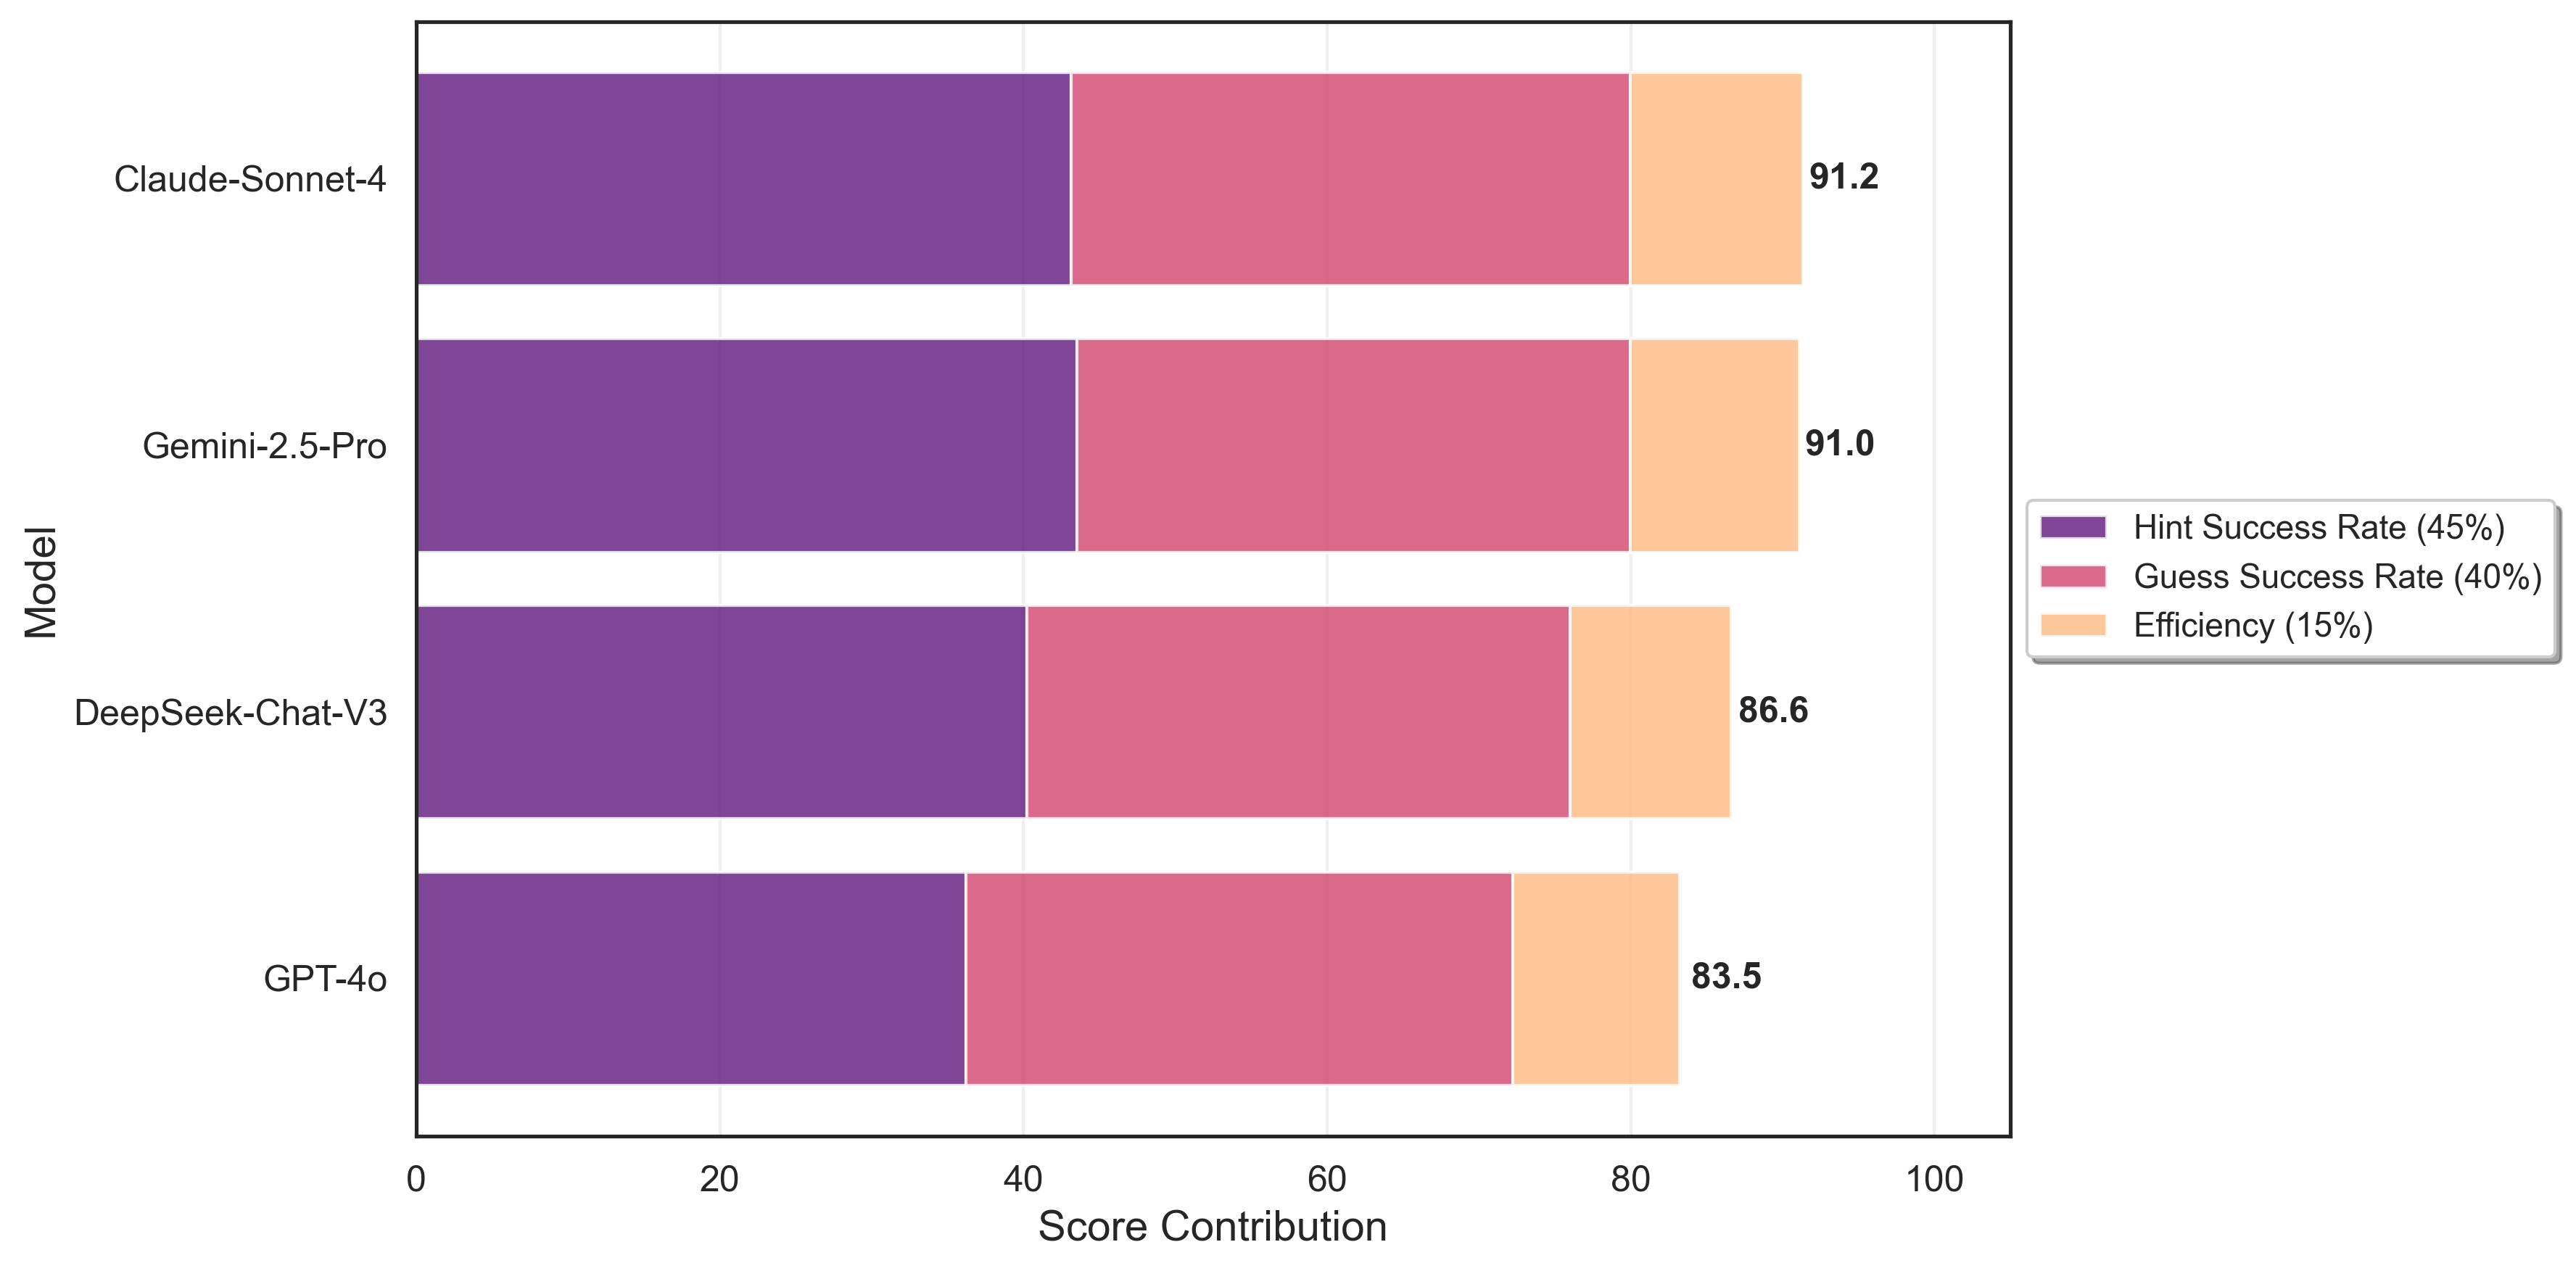 Claude-Sonnet-4
91.2
Gemini-2.5-Pro
91.0
DeepSeek-Chat-V3
86.6
GPT-4o
83.5
Model
0 20 40 60 80 100
Score Contribution
Hint Success Rate (45%)
Guess Success Rate (40%)
Efficiency (15%)